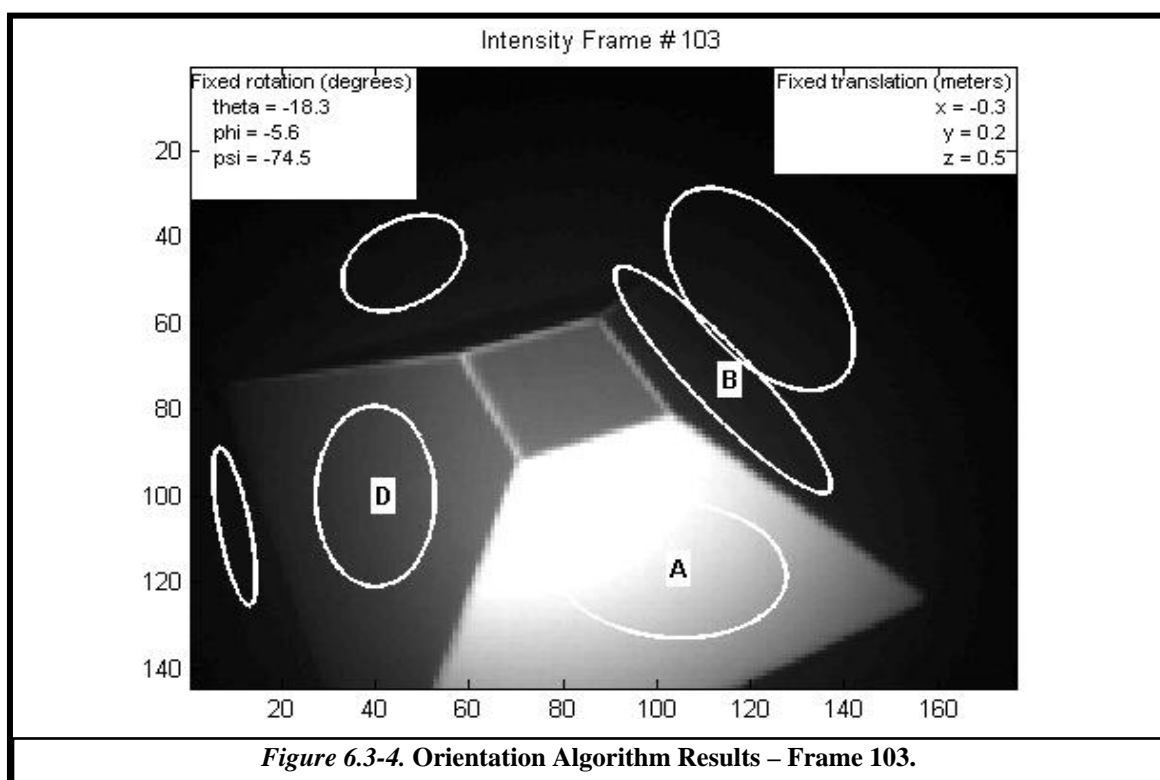 Intensity Frame # 103
Fixed rotation (degrees)
theta = -18.3
phi = -5.6
psi = -74.5
Fixed translation (meters)
x = -0.3
y = 0.2
z = 0.5
20
40
60
80
100
120
140
B
D
A
20 40 60 80 100 120 140 160
Figure 6.3-4. Orientation Algorithm Results – Frame 103.